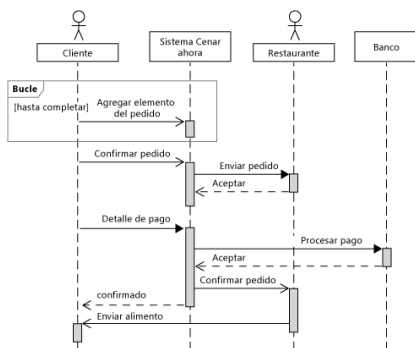 Cliente
Sistema Cenar
ahora
Restaurante
Banco
Bucle
[hasta completar]
Agregar elemento
del pedido
Confirmar pedido
Enviar pedido
Aceptar
Detalle de pago
Procesar pago
Aceptar
Confirmar pedido
confirmado
Enviar alimento